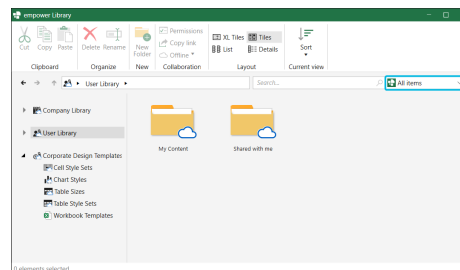 empower Library
Cut Copy Paste Delete Rename New Folder
Permissions
Copy link
Offline
XL Tiles Tiles
List Details
Sort
Clipboard Organize New Collaboration Layout Current view
User Library Search... All items
Company Library
User Library
Corporate Design Templates
Cell Style Sets
Chart Styles
Table Sizes
Table Style Sets
Workbook Templates
My Content Shared with me
0 elements selected